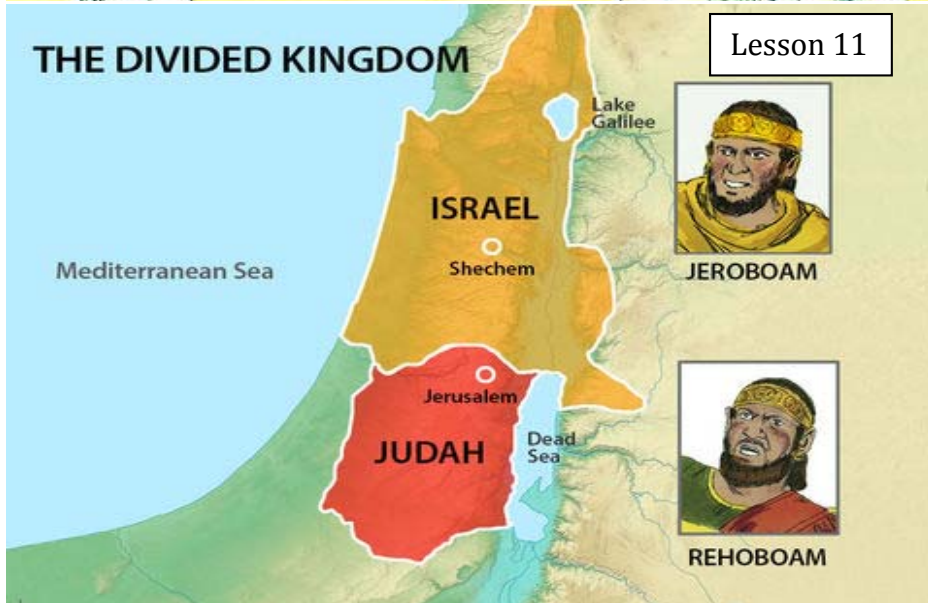 THE DIVIDED KINGDOM
Lesson 11
Lake
Galilee
ISRAEL
Shechem
Mediterranean Sea
JEROBOAM
Jerusalem
JUDAH
Dead
Sea
REHOBOAM